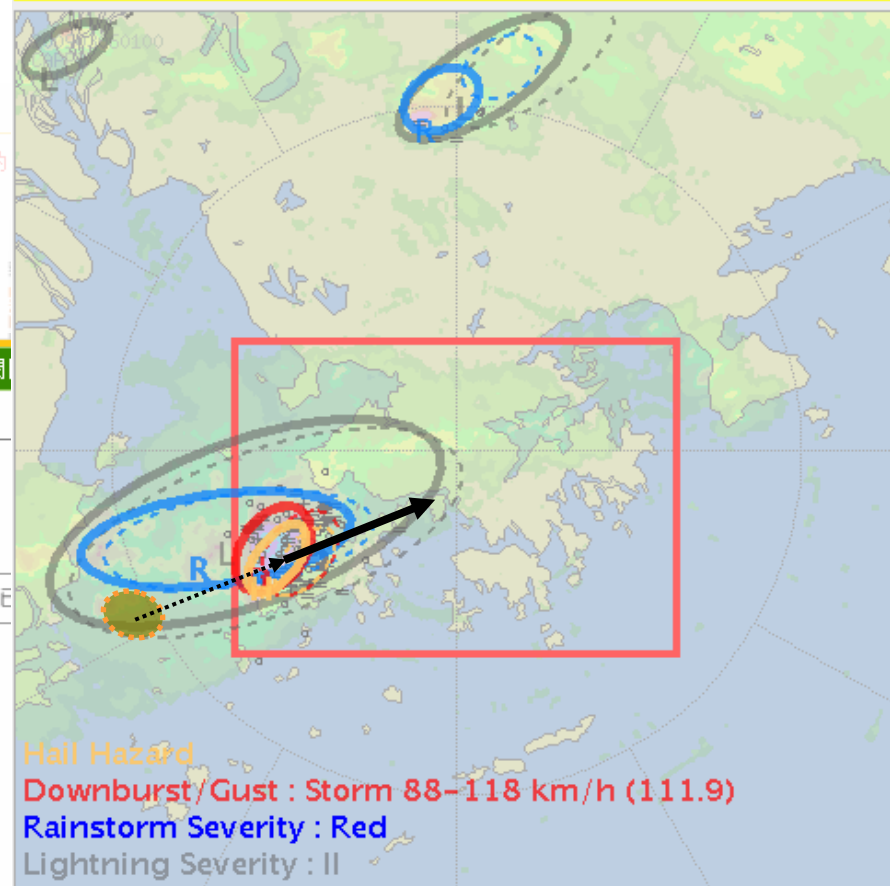 L
R
R
L
Hail Hazard
Downburst/Gust : Storm 88–118 km/h (111.9)
Rainstorm Severity : Red
Lightning Severity : II